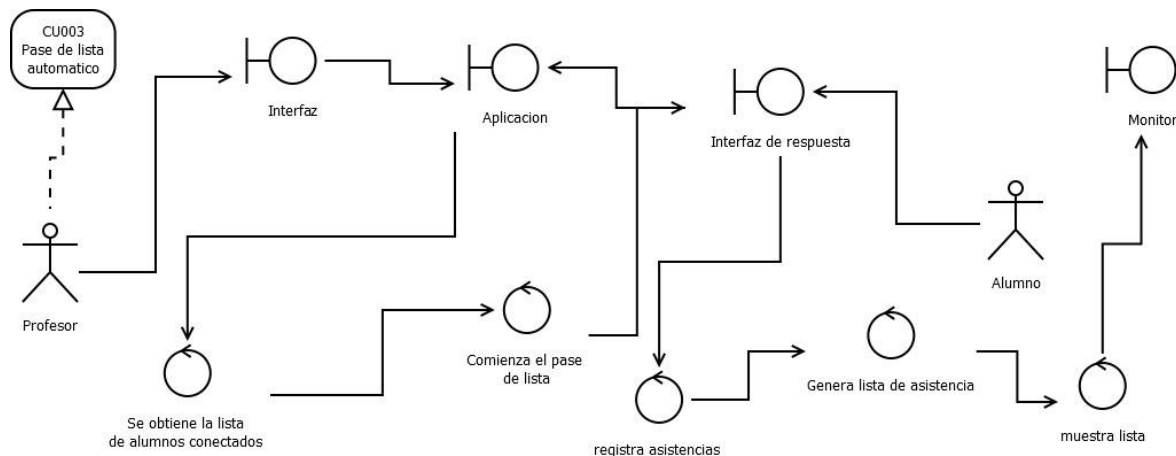 CU003
Pase de lista
automatico
Interfaz
Aplicacion
Interfaz de respuesta
Monitor
Profesor
Alumno
Comienza el pase
de lista
Genera lista de asistencia
Se obtiene la lista
de alumnos conectados
registra asistencias
muestra lista